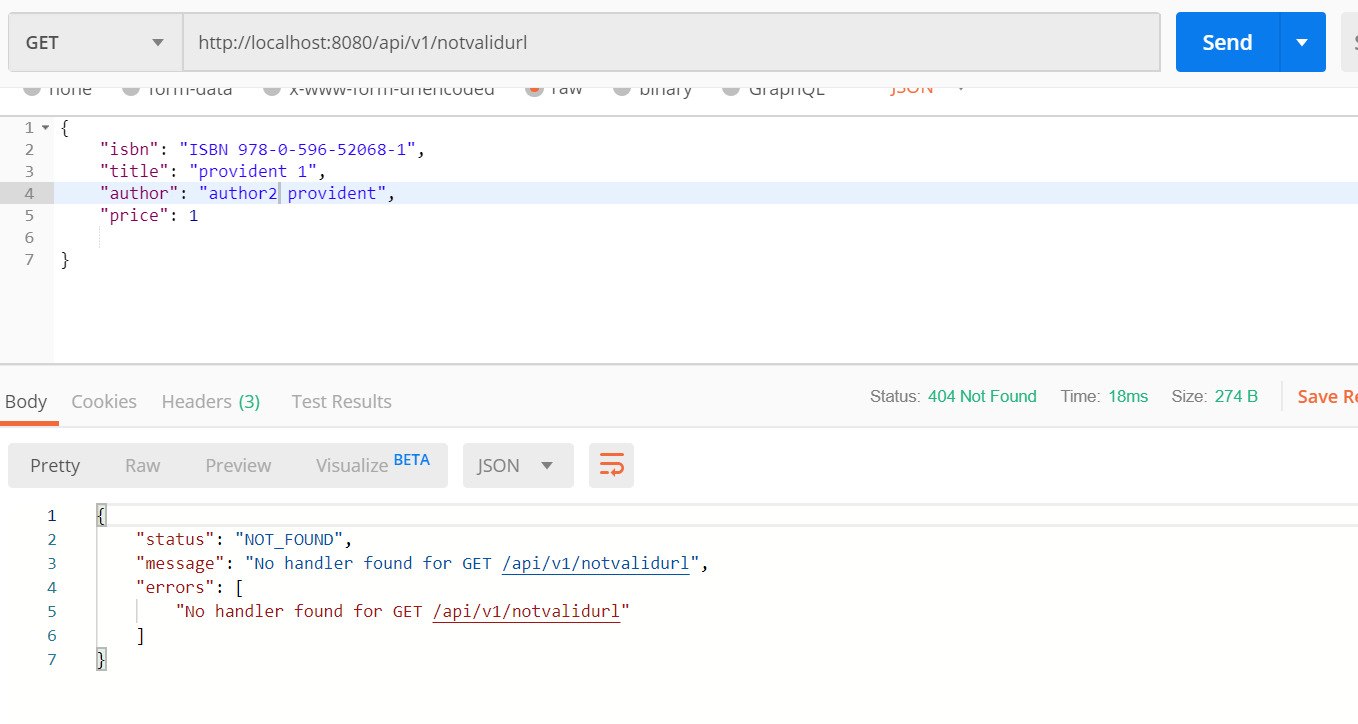 GET http://localhost:8080/api/v1/notvalidurl Send
none form-data x-www-form-urlencoded raw binary GraphQL JSON
1 {
2 "isbn": "ISBN 978-0-596-52068-1",
3 "title": "provident 1",
4 "author": "author2 provident",
5 "price": 1
6
7 }
Body Cookies Headers (3) Test Results Status: 404 Not Found Time: 18ms Size: 274 B Save Re
Pretty Raw Preview Visualize BETA JSON
1 {
2 "status": "NOT_FOUND",
3 "message": "No handler found for GET /api/v1/notvalidurl",
4 "errors": [
5 "No handler found for GET /api/v1/notvalidurl"
6 ]
7 }